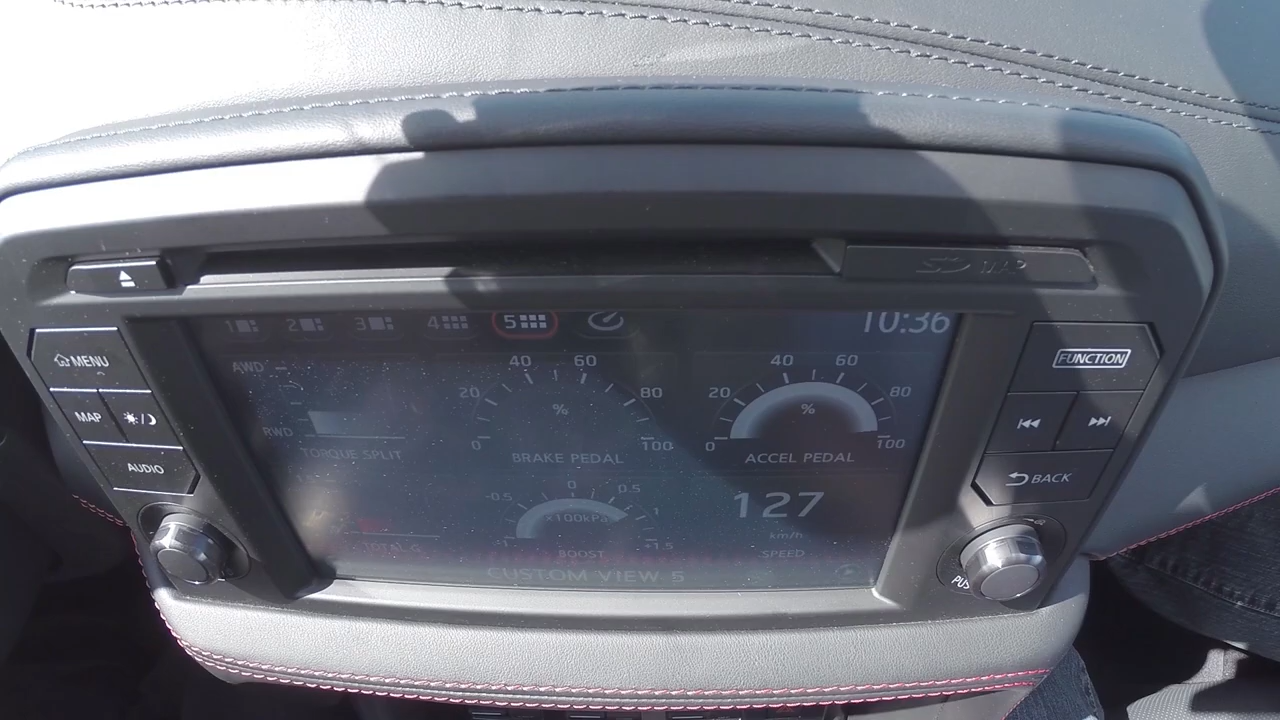 SD MAP
1 2 3 4 5 10:36
MENU
MAP
AUDIO
AWD
RWD
TORQUE SPLIT
0 20 40 60 80 100
%
BRAKE PEDAL
0 20 40 60 80 100
%
ACCEL PEDAL
TOTAL G
-1 -0.5 0 0.5 1 1.5
x100kPa
BOOST
127
km/h
SPEED
CUSTOM VIEW 5
FUNCTION
BACK